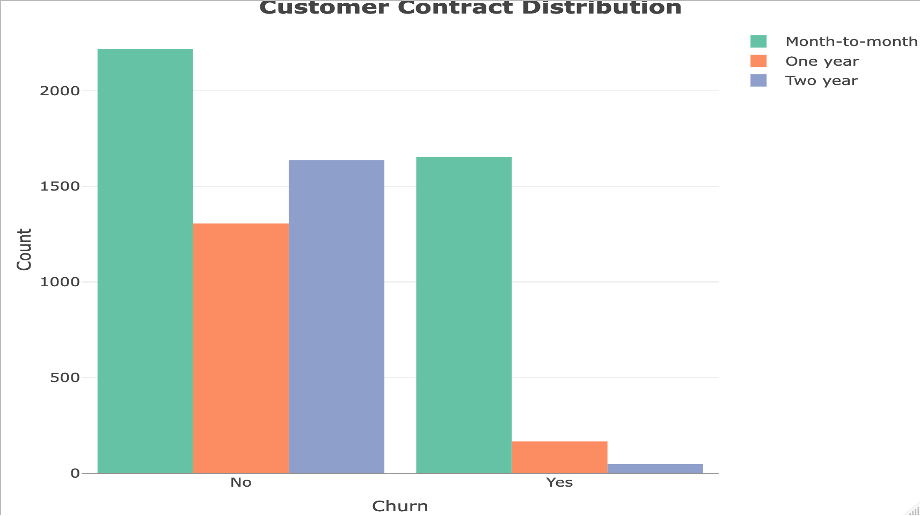 Customer Contract Distribution
Month-to-month
One year
Two year
2000
1500
1000
500
0
Count
No
Yes
Churn